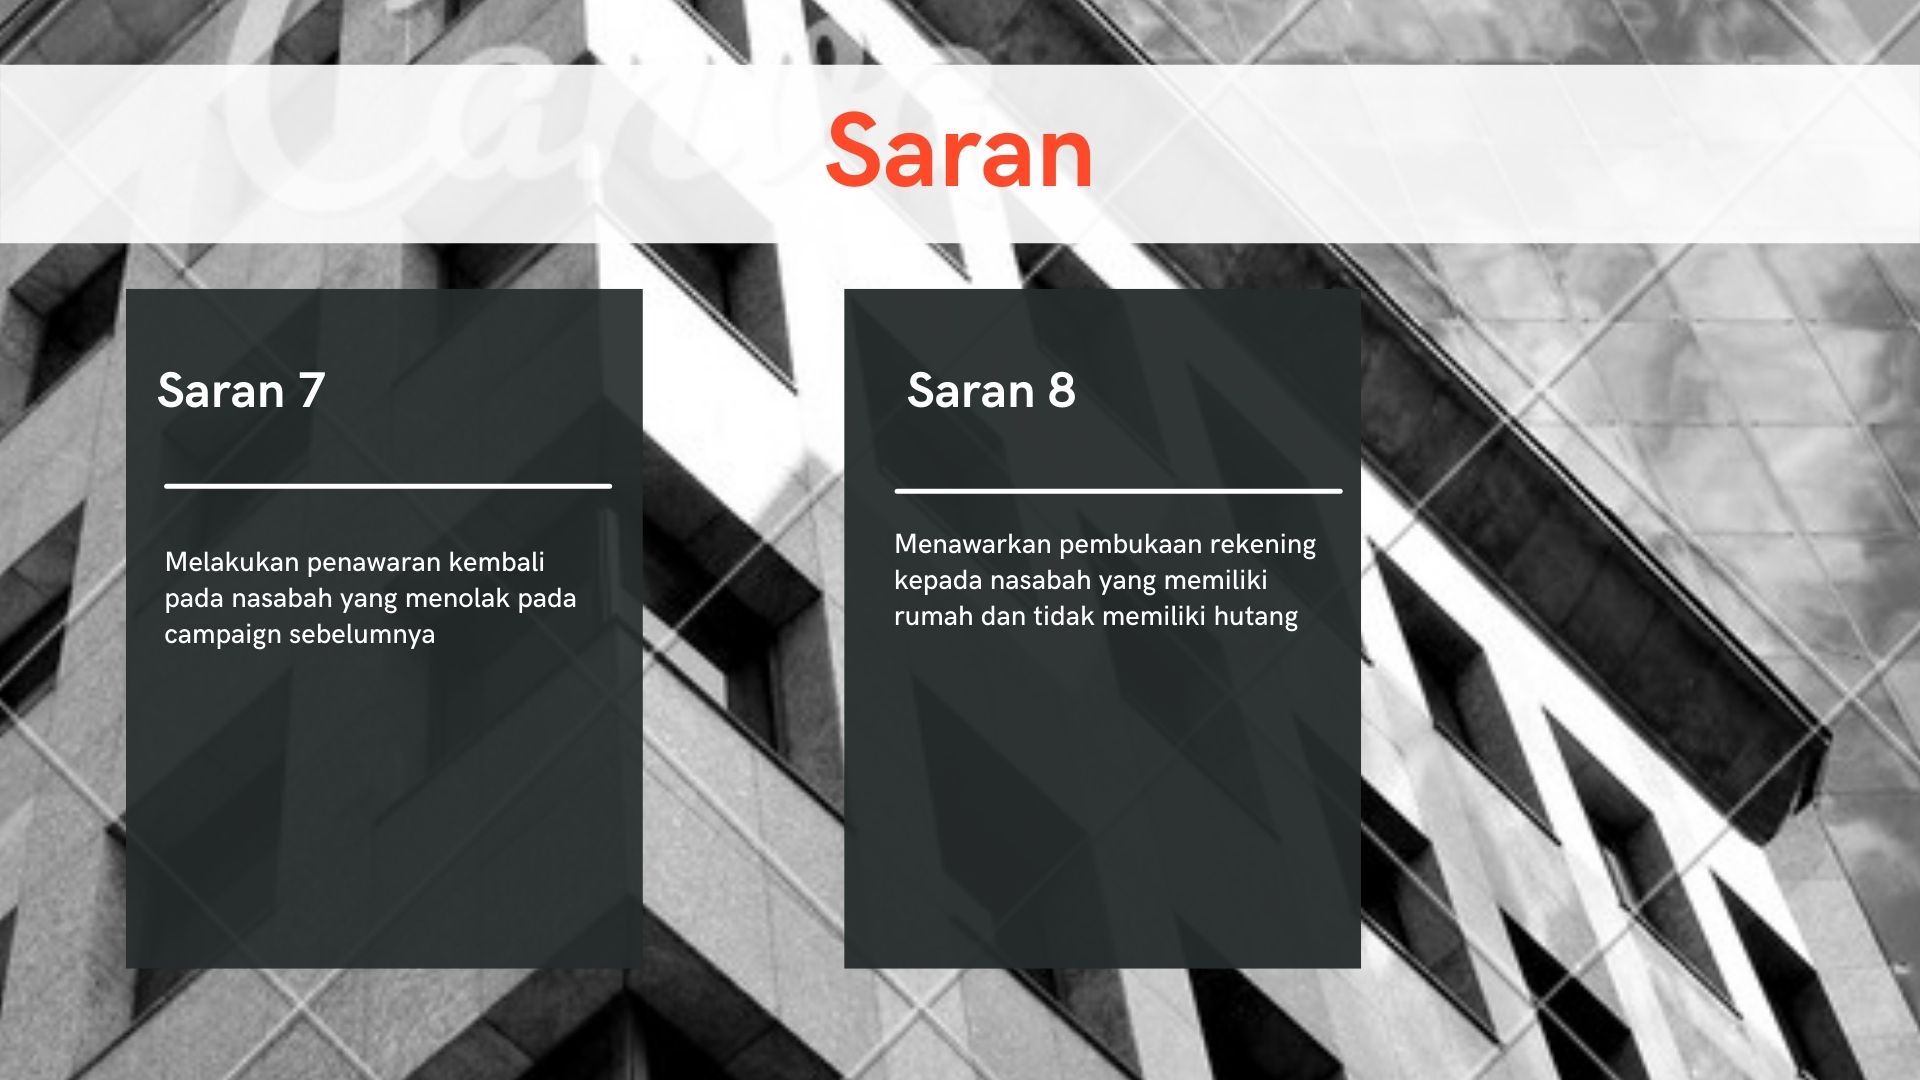 Canva
Saran
Saran 7
Melakukan penawaran kembali
pada nasabah yang menolak pada
campaign sebelumnya
Saran 8
Menawarkan pembukaan rekening
kepada nasabah yang memiliki
rumah dan tidak memiliki hutang